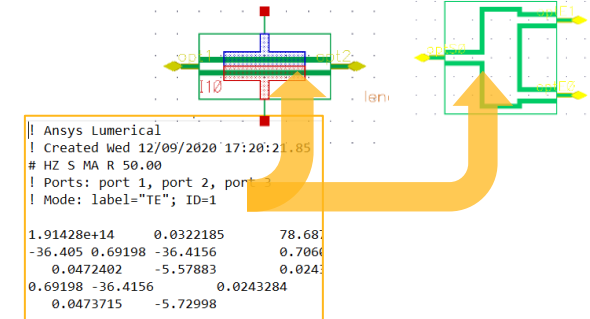 opt1
opt2
I10
! Ansys Lumerical
! Created Wed 12/09/2020 17:20:21.85
# HZ S MA R 50.00
! Ports: port 1, port 2, port 3
! Mode: label="TE"; ID=1
1.91428e+14 0.0322185 78.687
-36.405 0.69198 -36.4156 0.7060
0.0472402 -5.57883 0.0243
0.69198 -36.4156 0.0243284
0.0473715 -5.72998